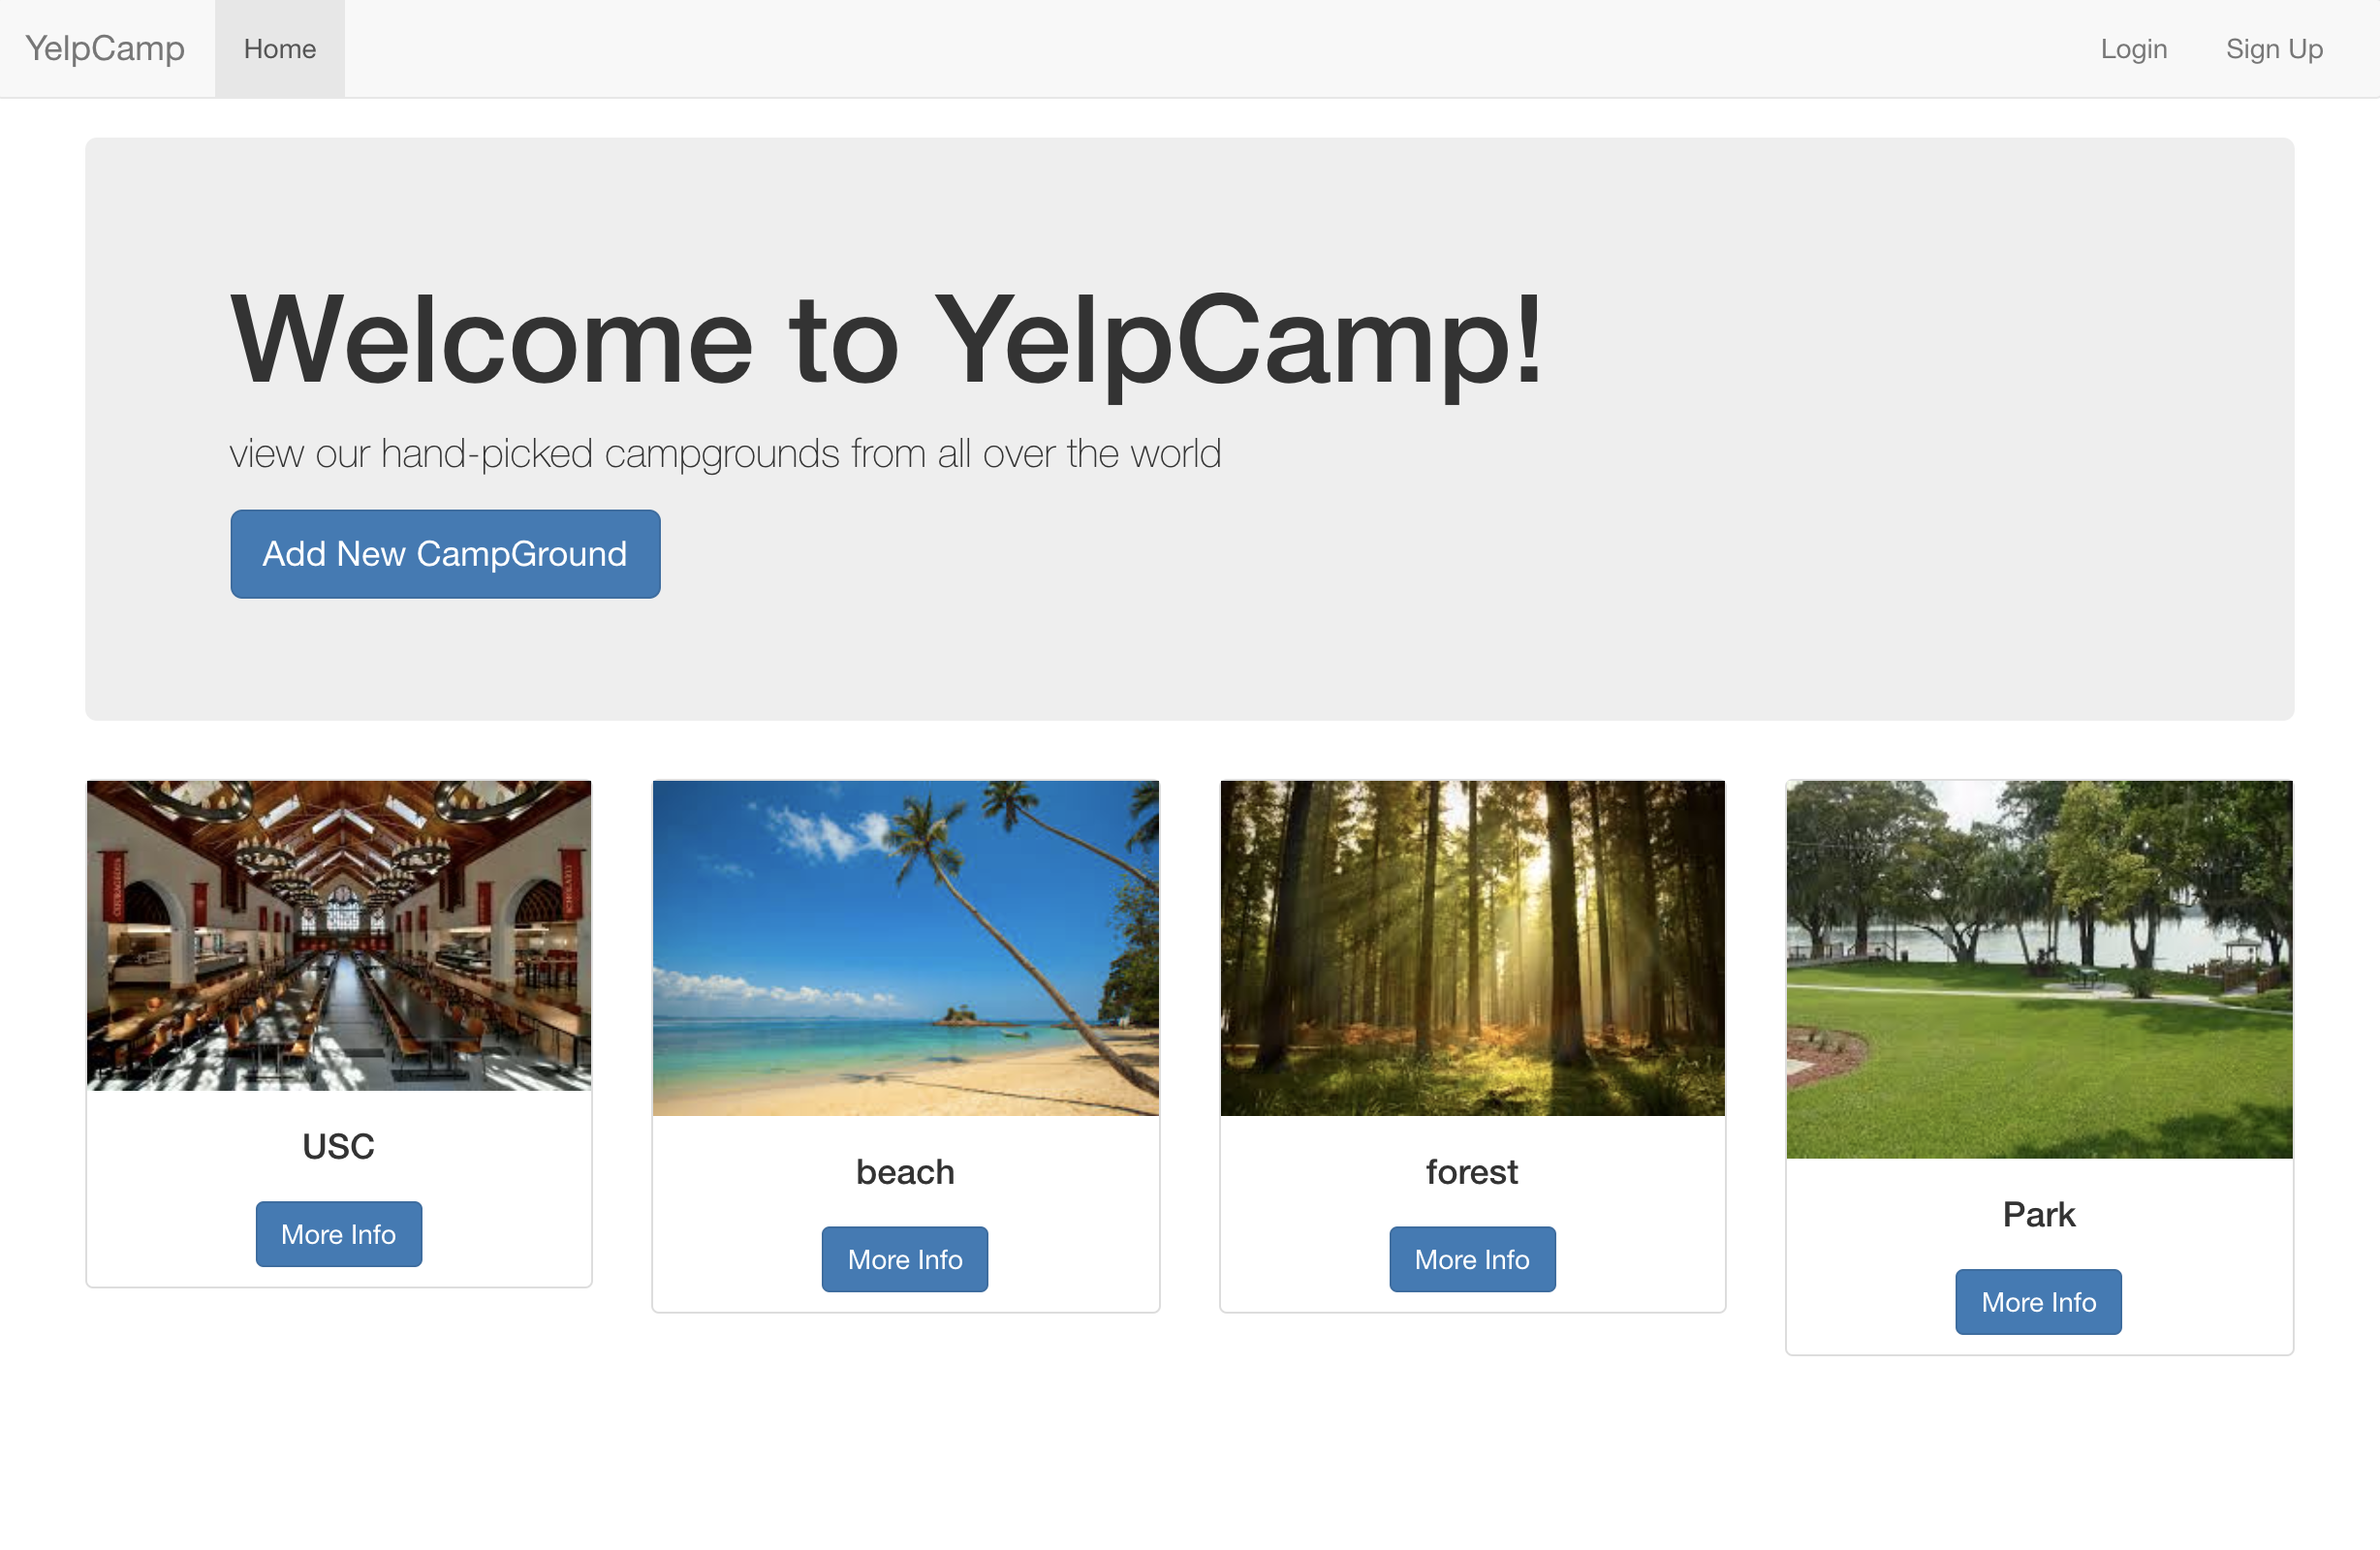 YelpCamp Home Login Sign Up
Welcome to YelpCamp!
view our hand-picked campgrounds from all over the world
Add New CampGround
USC
More Info
beach
More Info
forest
More Info
Park
More Info